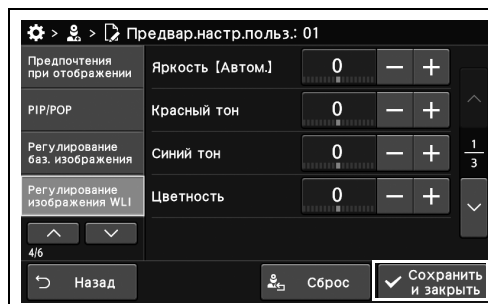 > > Предвар.настр.польз.: 01
Предпочтения
при отображении
PIP/POP
Регулирование
баз. изображения
Регулирование
изображения WLI
4/6
Яркость [Автом.] 0 − +
Красный тон 0 − +
Синий тон 0 − +
Цветность 0 − +
1
3
Назад
Сброс
Сохранить
и закрыть